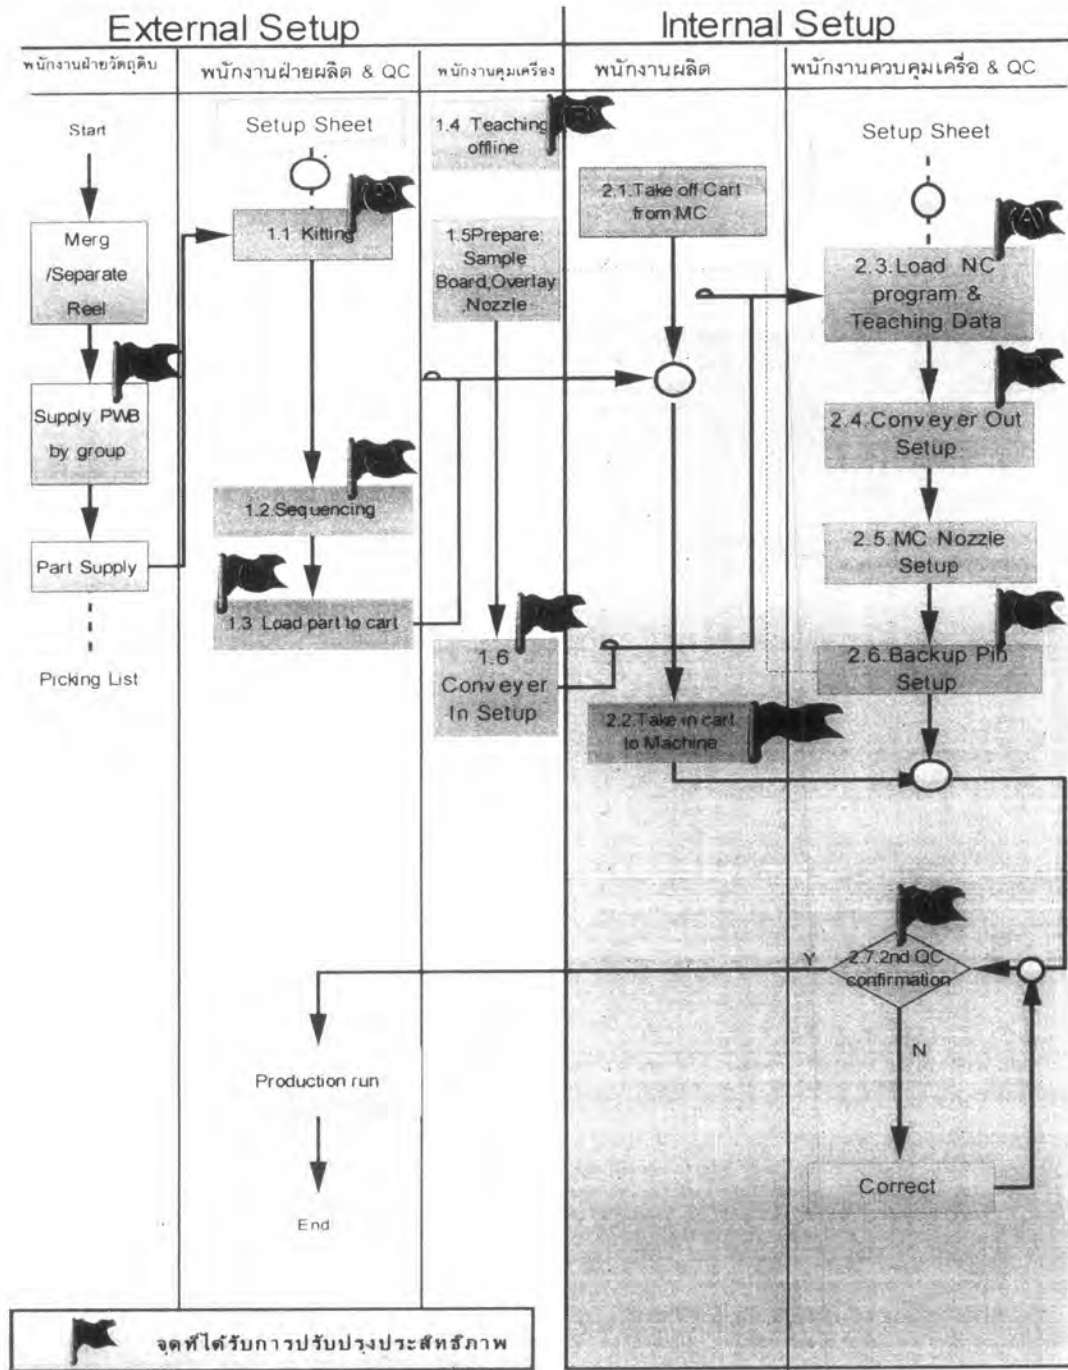 External Setup
Internal Setup
พนักงานฝ่ายวัตถุดิบ
พนักงานฝ่ายผลิต & QC
พนักงานคุมเครื่อง
พนักงานผลิต
พนักงานควบคุมเครื่อ & QC
Start
Merg
/Separate
Reel
Supply PWB
by group
Part Supply
Picking List
Setup Sheet
1.1 Kitting
1.2.Sequencing
1.3 Load part to cart
1.4 Teaching
offline
1.5Prepare:
Sample
Board,Overlay
,Nozzle
1.6
Conveyer
In Setup
2.1.Take off Cart
from MC
2.2.Take in cart
to Machine
Setup Sheet
2.3.Load NC
program &
Teaching Data
2.4.Conveyer Out
Setup
2.5.MC Nozzle
Setup
2.6.Backup Pin
Setup
2.7.2nd QC
confirmation
Y
N
Correct
Production run
End
จุดที่ได้รับการปรับปรุงประสิทธิภาพ